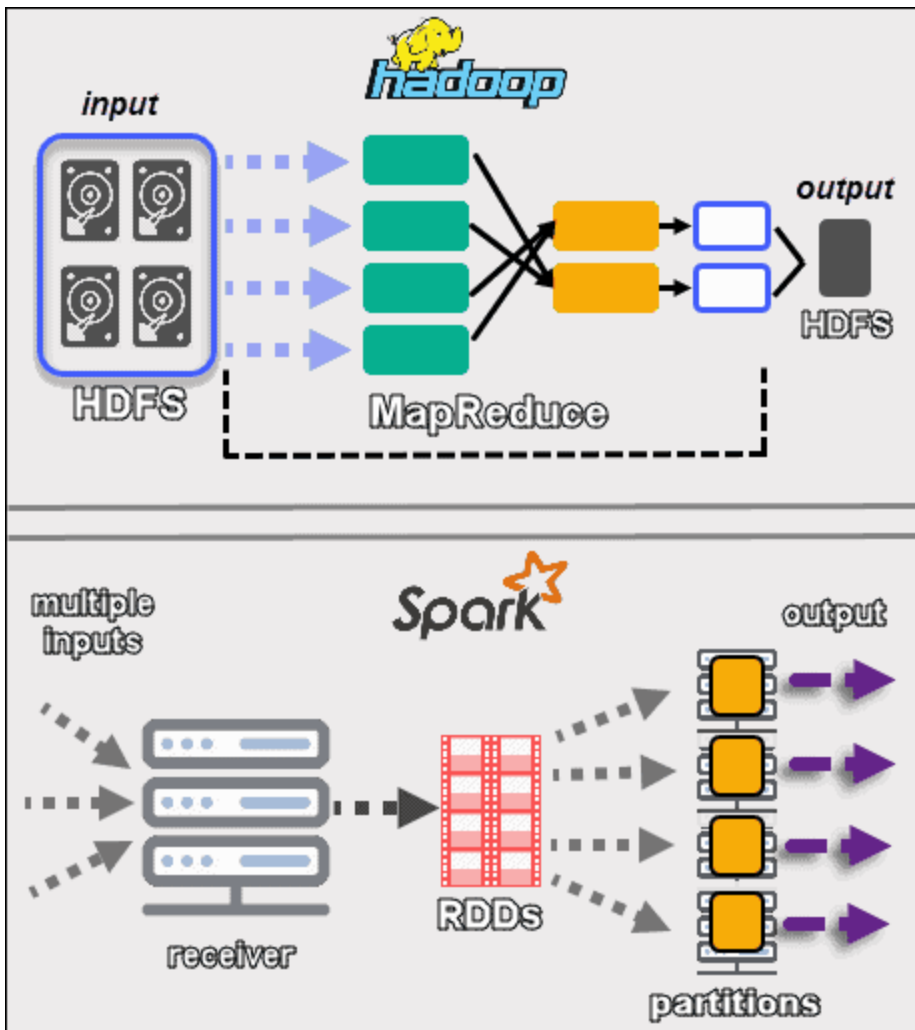 hadoop
input
output
HDFS
HDFS
MapReduce
Spark
multiple
inputs
output
RDDs
receiver
partitions